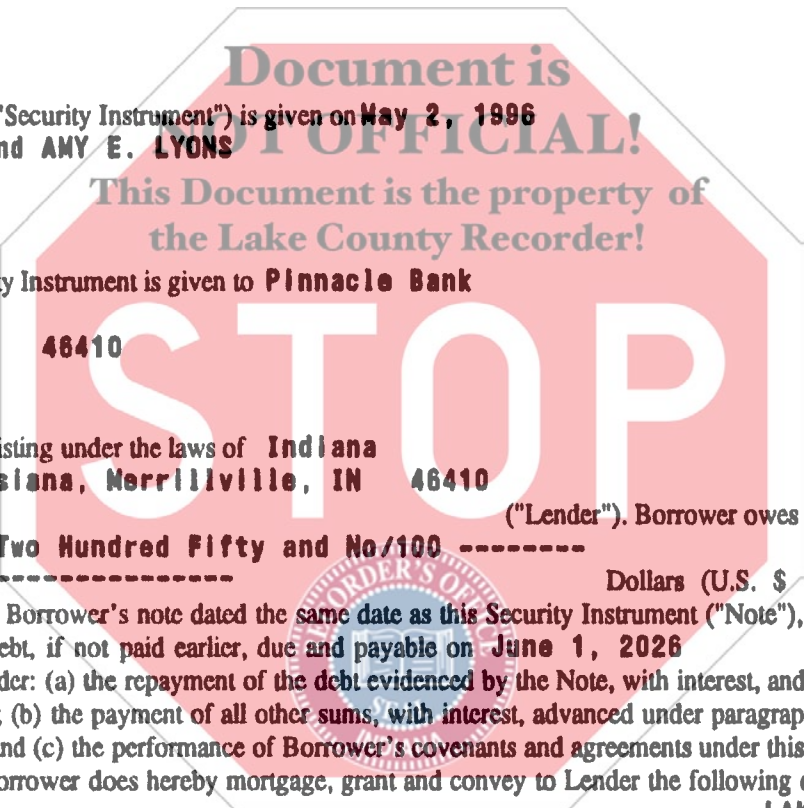 Document is
"Security Instrument") is given on May 2, 1996
NOT OFFICIAL!
nd AMY E. LYONS
This Document is the property of
the Lake County Recorder!
ty Instrument is given to Pinnacle Bank
46410
STOP
isting under the laws of Indiana
siana, Merrillville, IN 46410
("Lender"). Borrower owes
Two Hundred Fifty and No/100 --------
---------------
Dollars (U.S. $
Borrower's note dated the same date as this Security Instrument ("Note"),
ebt, if not paid earlier, due and payable on June 1, 2026
der: (a) the repayment of the debt evidenced by the Note, with interest, and
; (b) the payment of all other sums, with interest, advanced under paragrap
nd (c) the performance of Borrower's covenants and agreements under this
orrower does hereby mortgage, grant and convey to Lender the following
RECORDER'S OFFICE
SEAL
INDIANA